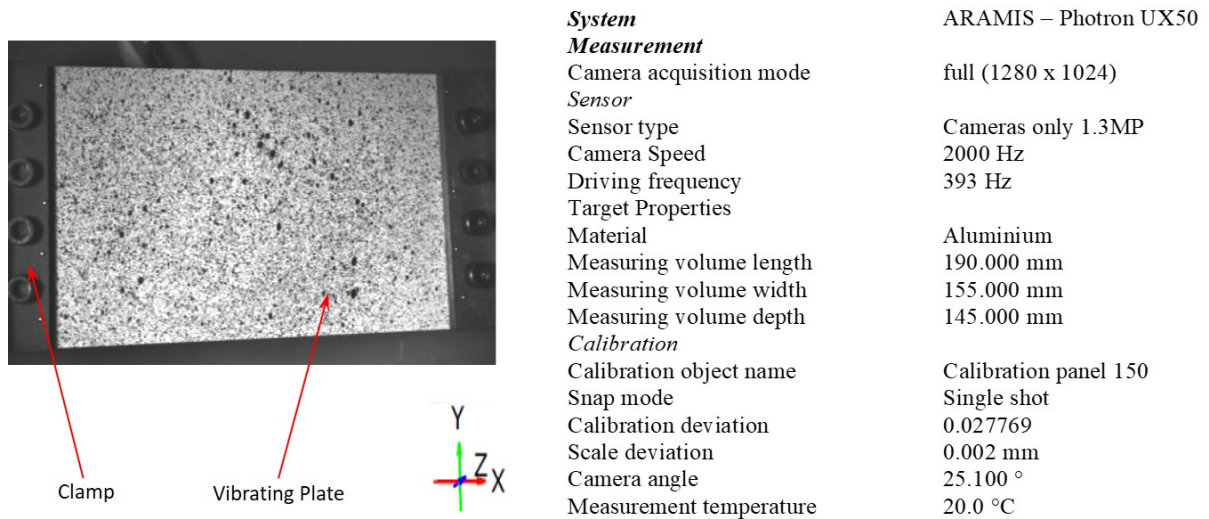 System ARAMIS – Photron UX50
Measurement
Camera acquisition mode full (1280 x 1024)
Sensor
Sensor type Cameras only 1.3MP
Camera Speed 2000 Hz
Driving frequency 393 Hz
Target Properties
Material Aluminium
Measuring volume length 190.000 mm
Measuring volume width 155.000 mm
Measuring volume depth 145.000 mm
Calibration
Calibration object name Calibration panel 150
Snap mode Single shot
Calibration deviation 0.027769
Scale deviation 0.002 mm
Camera angle 25.100 °
Measurement temperature 20.0 °C
Clamp
Vibrating Plate
Y
Z
X